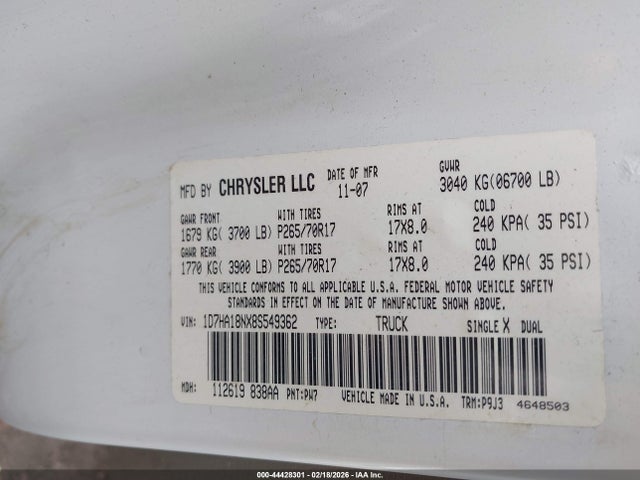 MFD BY CHRYSLER LLC DATE OF MFR 11-07 GVWR 3040 KG(06700 LB)
GAWR FRONT WITH TIRES RIMS AT COLD
1679 KG( 3700 LB) P265/70R17 17X8.0 240 KPA( 35 PSI)
GAWR REAR WITH TIRES RIMS AT COLD
1770 KG( 3900 LB) P265/70R17 17X8.0 240 KPA( 35 PSI)
THIS VEHICLE CONFORMS TO ALL APPLICABLE U.S.A. FEDERAL MOTOR VEHICLE SAFETY
STANDARDS IN EFFECT ON THE DATE OF MANUFACTURE SHOWN ABOVE.
VIN: 1D7HA18NX8S549362 TYPE: TRUCK SINGLE X DUAL
MDH: 112619 838AA PNT:PW7 VEHICLE MADE IN U.S.A. TRM:P9J3 4648503
000-44428301 - 02/18/2026 - IAA Inc.